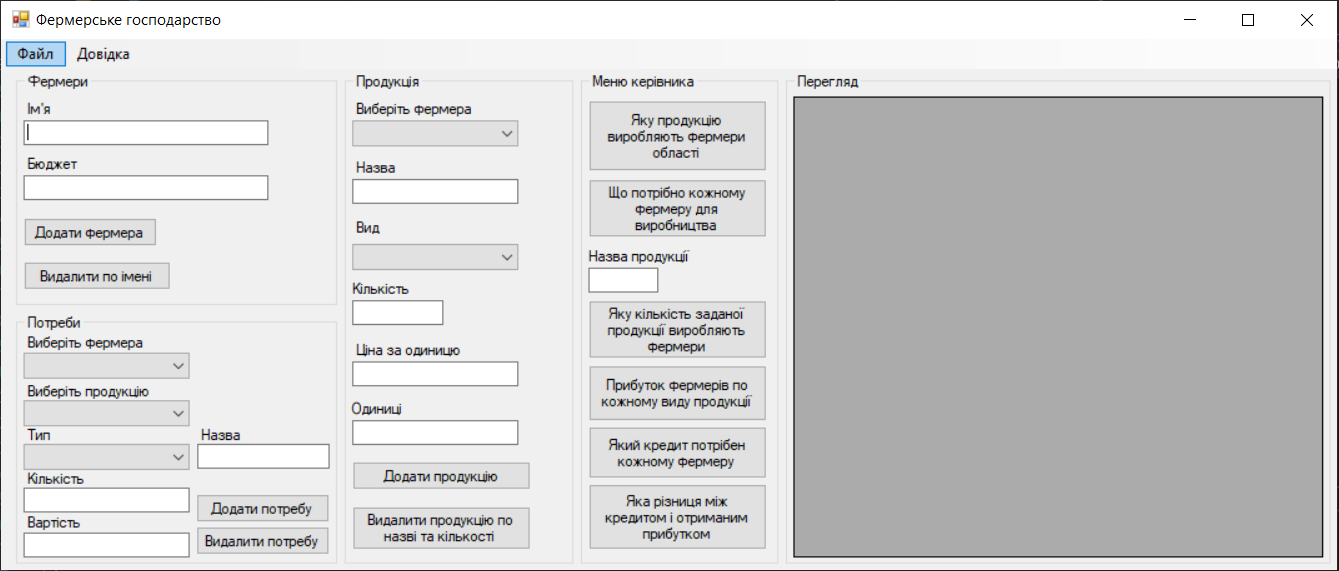 Фермерське господарство
Файл Довідка
Фермери
Ім'я
Бюджет
Додати фермера
Видалити по імені
Потреби
Виберіть фермера
Виберіть продукцію
Тип
Назва
Кількість
Додати потребу
Вартість
Видалити потребу
Продукція
Виберіть фермера
Назва
Вид
Кількість
Ціна за одиницю
Одиниці
Додати продукцію
Видалити продукцію по
назві та кількості
Меню керівника
Яку продукцію
виробляють фермери
області
Що потрібно кожному
фермеру для
виробництва
Назва продукції
Яку кількість заданої
продукції виробляють
фермери
Прибуток фермерів по
кожному виду продукції
Який кредит потрібен
кожному фермеру
Яка різниця між
кредитом і отриманим
прибутком
Перегляд